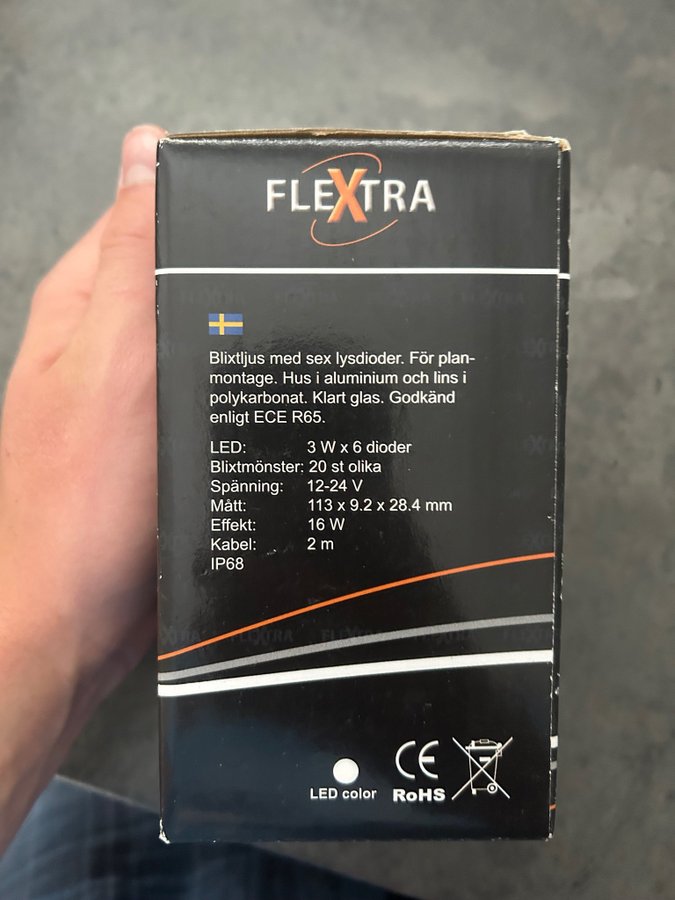 FLEXTRA
Blixtljus med sex lysdioder. För plan-
montage. Hus i aluminium och lins i
polykarbonat. Klart glas. Godkänd
enligt ECE R65.
LED: 3 W x 6 dioder
Blixtmönster: 20 st olika
Spänning: 12-24 V
Mått: 113 x 9.2 x 28.4 mm
Effekt: 16 W
Kabel: 2 m
IP68
LED color
CE
RoHS